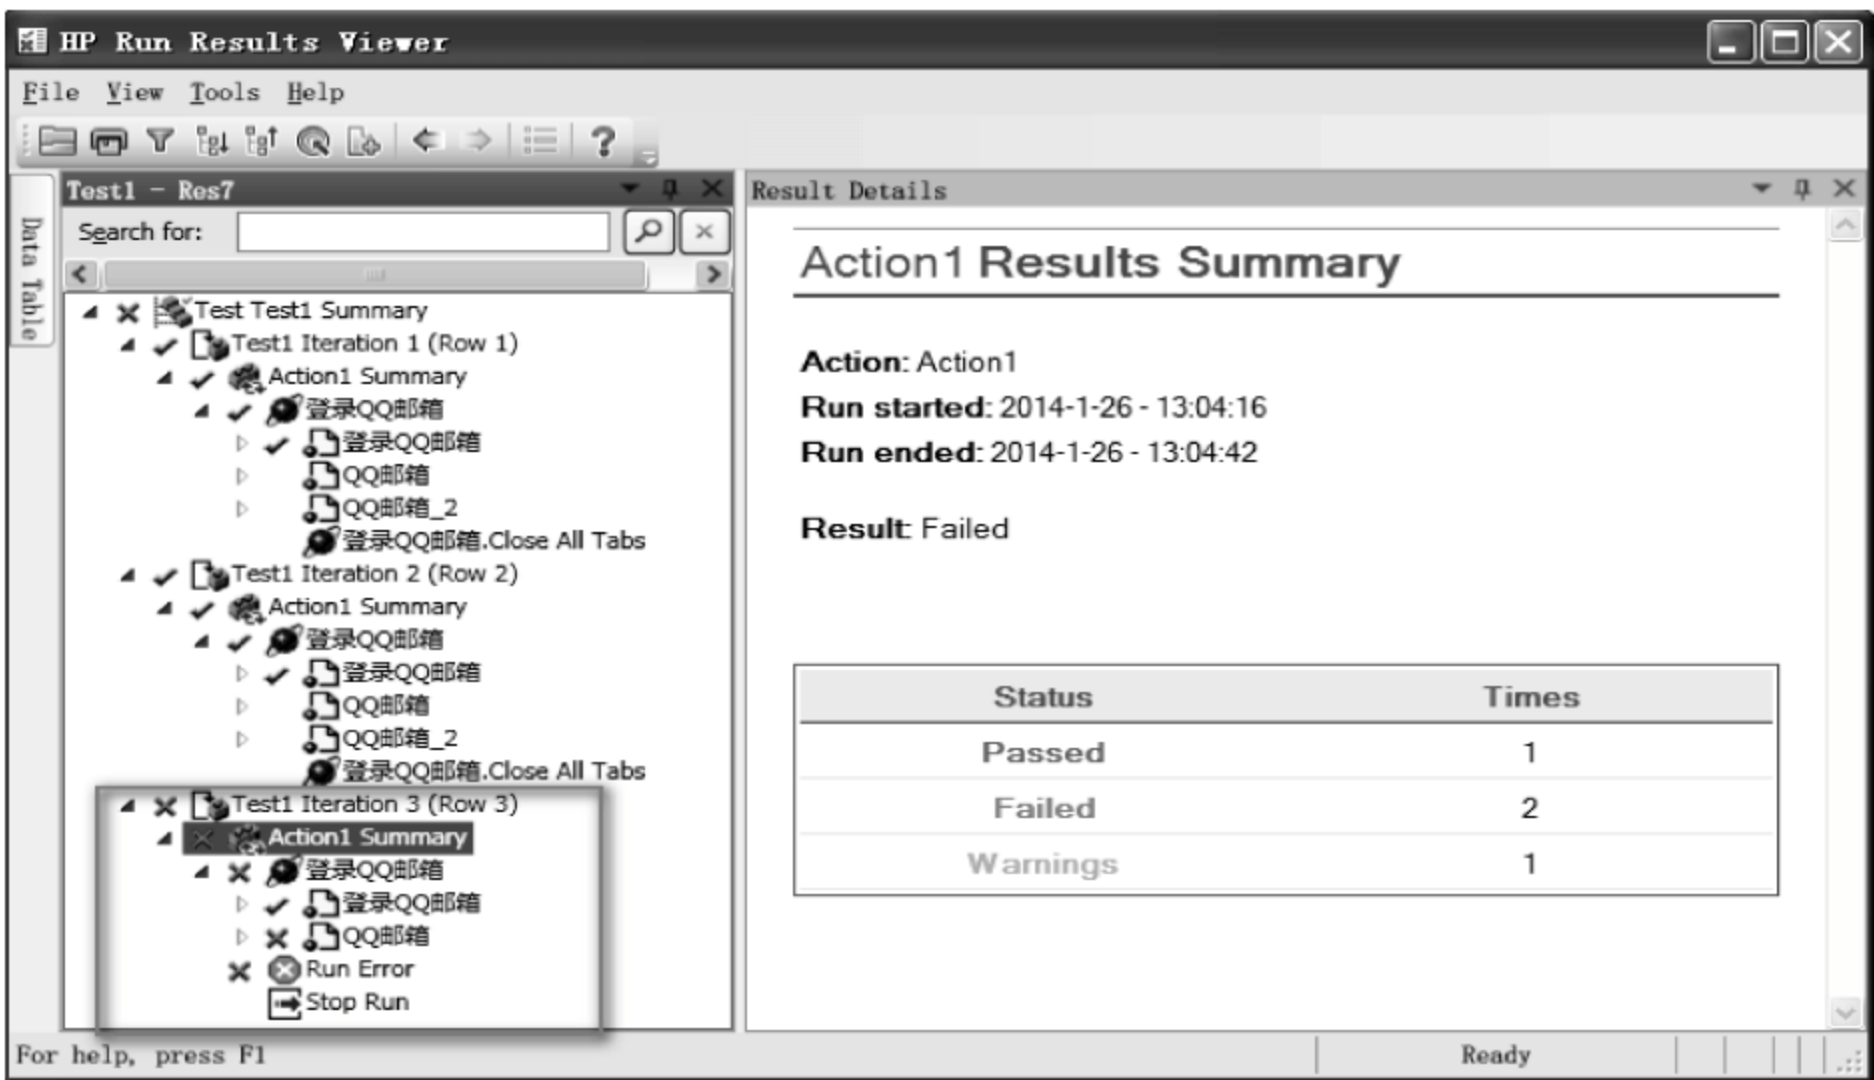 HP Run Results Viewer
File View Tools Help
Test1 - Res7
Search for:
Data Table
Test Test1 Summary
Test1 Iteration 1 (Row 1)
Action1 Summary
登录QQ邮箱
登录QQ邮箱
QQ邮箱
QQ邮箱_2
登录QQ邮箱.Close All Tabs
Test1 Iteration 2 (Row 2)
Action1 Summary
登录QQ邮箱
登录QQ邮箱
QQ邮箱
QQ邮箱_2
登录QQ邮箱.Close All Tabs
Test1 Iteration 3 (Row 3)
Action1 Summary
登录QQ邮箱
登录QQ邮箱
QQ邮箱
Run Error
Stop Run
Result Details
Action1 Results Summary
Action: Action1
Run started: 2014-1-26 - 13:04:16
Run ended: 2014-1-26 - 13:04:42
Result: Failed
Status Times
Passed 1
Failed 2
Warnings 1
For help, press F1 Ready